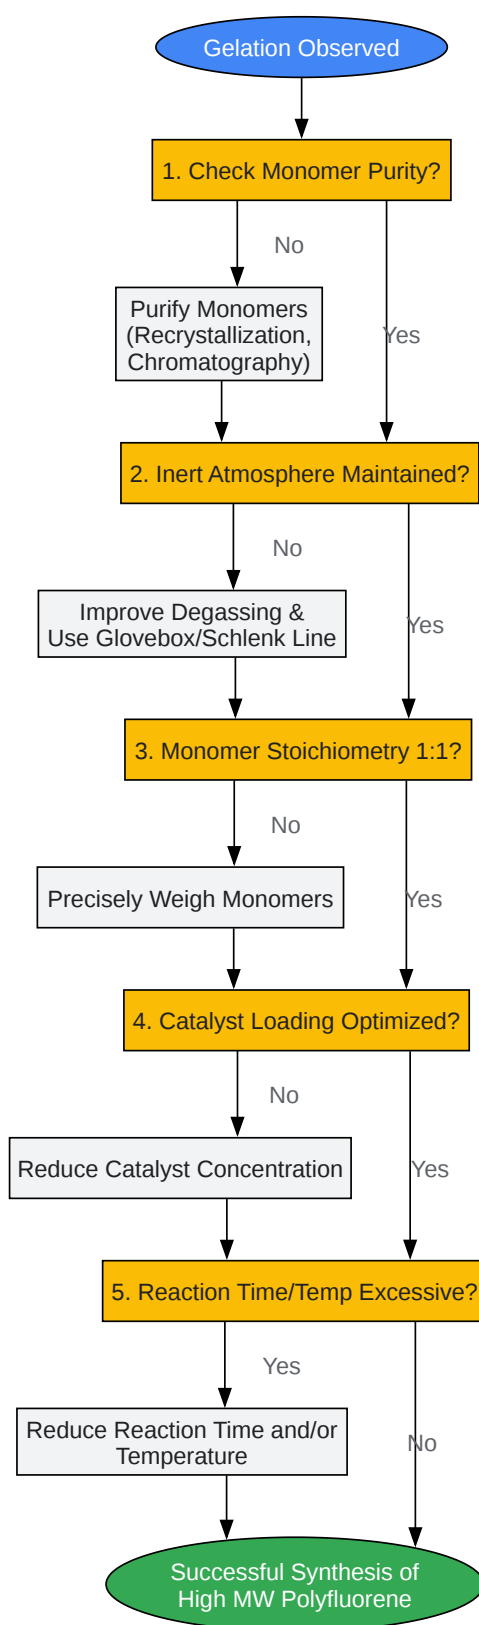 Gelation Observed
1. Check Monomer Purity?
No
Purify Monomers
(Recrystallization,
Chromatography)
Yes
2. Inert Atmosphere Maintained?
No
Improve Degassing &
Use Glovebox/Schlenk Line
Yes
3. Monomer Stoichiometry 1:1?
No
Precisely Weigh Monomers
Yes
4. Catalyst Loading Optimized?
No
Reduce Catalyst Concentration
Yes
5. Reaction Time/Temp Excessive?
Yes
Reduce Reaction Time and/or
Temperature
No
Successful Synthesis of
High MW Polyfluorene